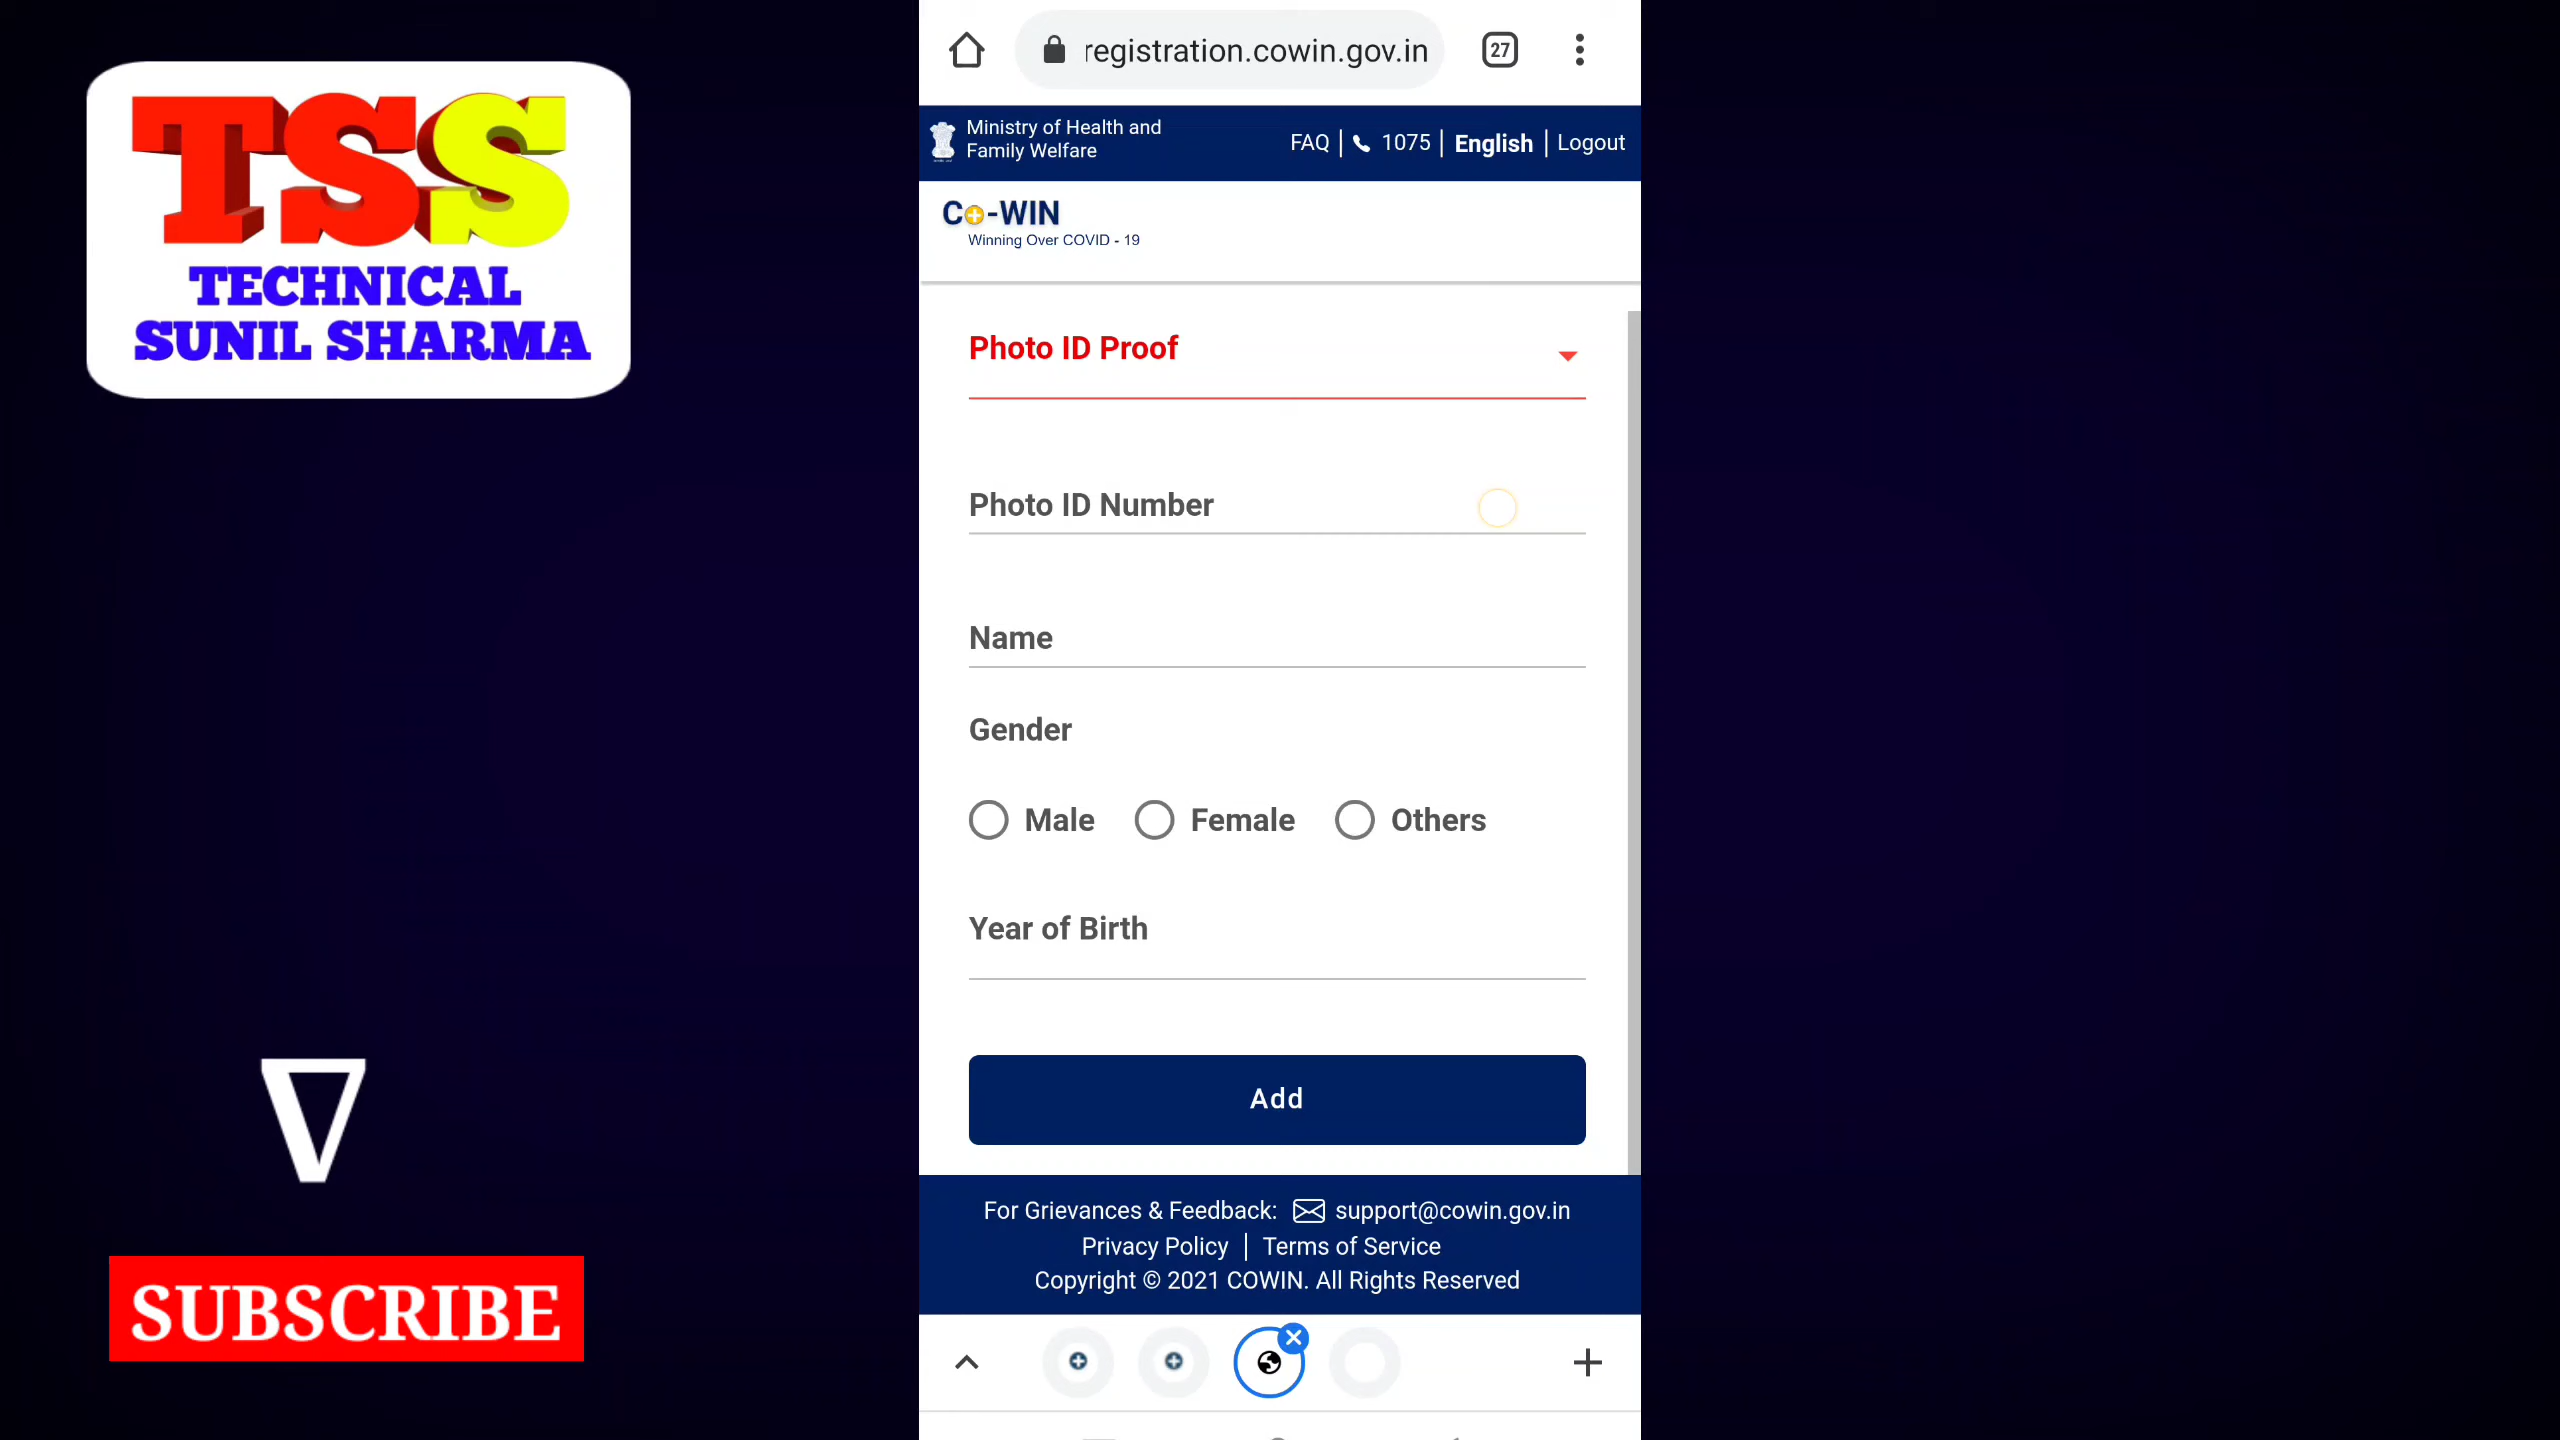 TSS
TECHNICAL
SUNIL SHARMA
SUBSCRIBE
registration.cowin.gov.in
27
Ministry of Health and
Family Welfare
FAQ | 1075 | English | Logout
Co-WIN
Winning Over COVID - 19
Photo ID Proof
Photo ID Number
Name
Gender
Male Female Others
Year of Birth
Add
For Grievances & Feedback: support@cowin.gov.in
Privacy Policy | Terms of Service
Copyright © 2021 COWIN. All Rights Reserved